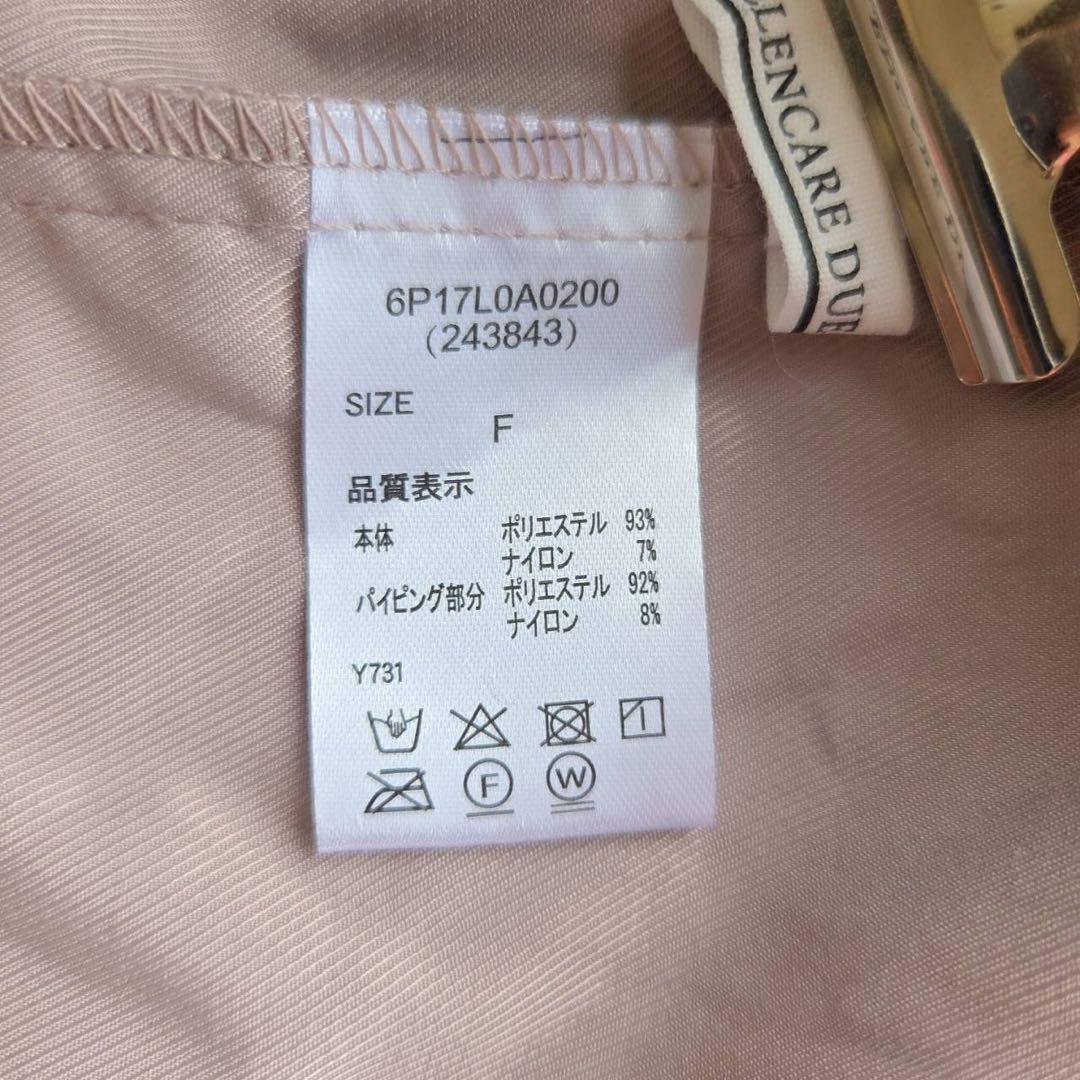 LLENCARE DUE
6P17L0A0200
(243843)
SIZE
F
品質表示
本体 ポリエステル 93%
ナイロン 7%
パイピング部分 ポリエステル 92%
ナイロン 8%
Y731
F W